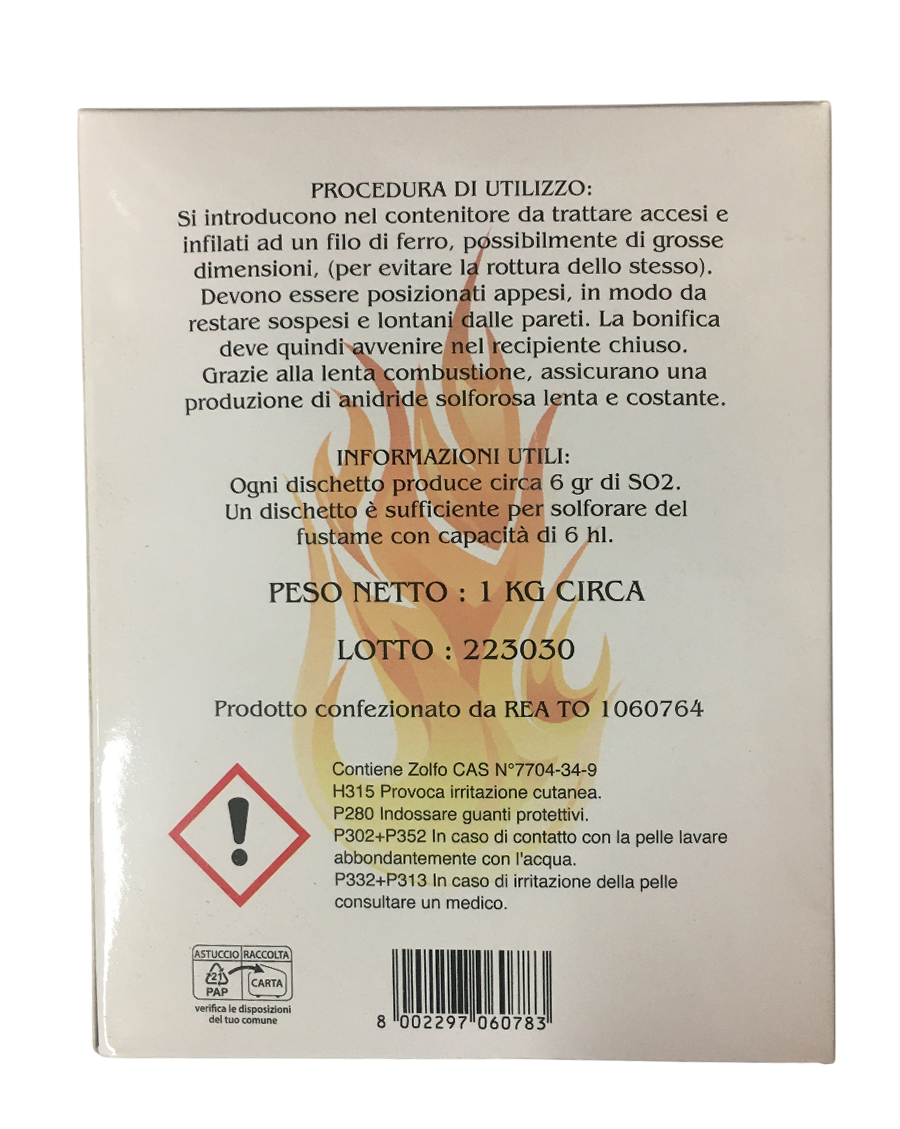 PROCEDURA DI UTILIZZO:
Si introducono nel contenitore da trattare accesi e
infilati ad un filo di ferro, possibilmente di grosse
dimensioni, (per evitare la rottura dello stesso).
Devono essere posizionati appesi, in modo da
restare sospesi e lontani dalle pareti. La bonifica
deve quindi avvenire nel recipiente chiuso.
Grazie alla lenta combustione, assicurano una
produzione di anidride solforosa lenta e costante.
INFORMAZIONI UTILI:
Ogni dischetto produce circa 6 gr di SO2.
Un dischetto è sufficiente per solforare del
fustame con capacità di 6 hl.
PESO NETTO : 1 KG CIRCA
LOTTO : 223030
Prodotto confezionato da REA TO 1060764
Contiene Zolfo CAS N°7704-34-9
H315 Provoca irritazione cutanea.
P280 Indossare guanti protettivi.
P302+P352 In caso di contatto con la pelle lavare
abbondantemente con l'acqua.
P332+P313 In caso di irritazione della pelle
consultare un medico.
ASTUCCIO RACCOLTA
21 CARTA
PAP
verifica le disposizioni
del tuo comune
8 002297 060783